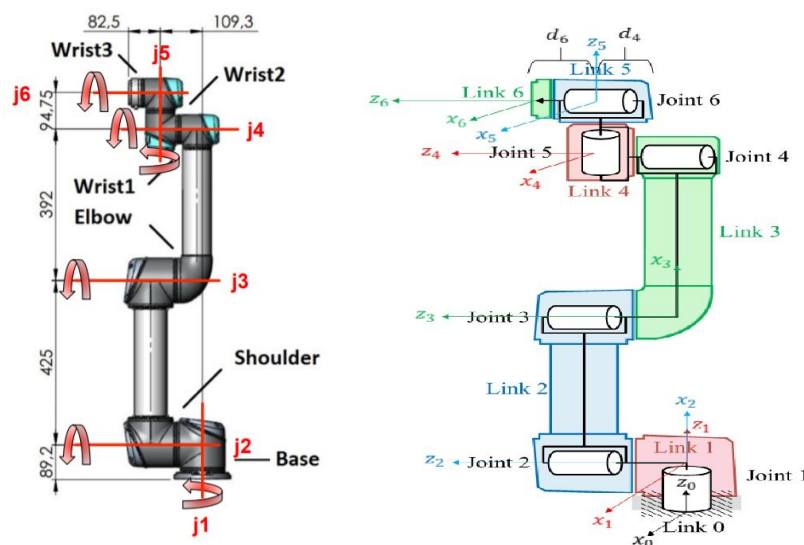 82,5
109,3
Wrist3
j5
Wrist2
j6
94,75
j4
Wrist1
392
Elbow
j3
425
Shoulder
j2
Base
89,2
j1
d₆
d₄
z₅
Link 5
Link 6
Joint 6
z₆
x₆
x₅
Joint 5
Joint 4
z₄
x₄
Link 4
Link 3
x₃
z₃
Joint 3
Link 2
x₂
z₁
Link 1
z₂
Joint 2
Joint 1
z₀
x₁
Link 0
x₀